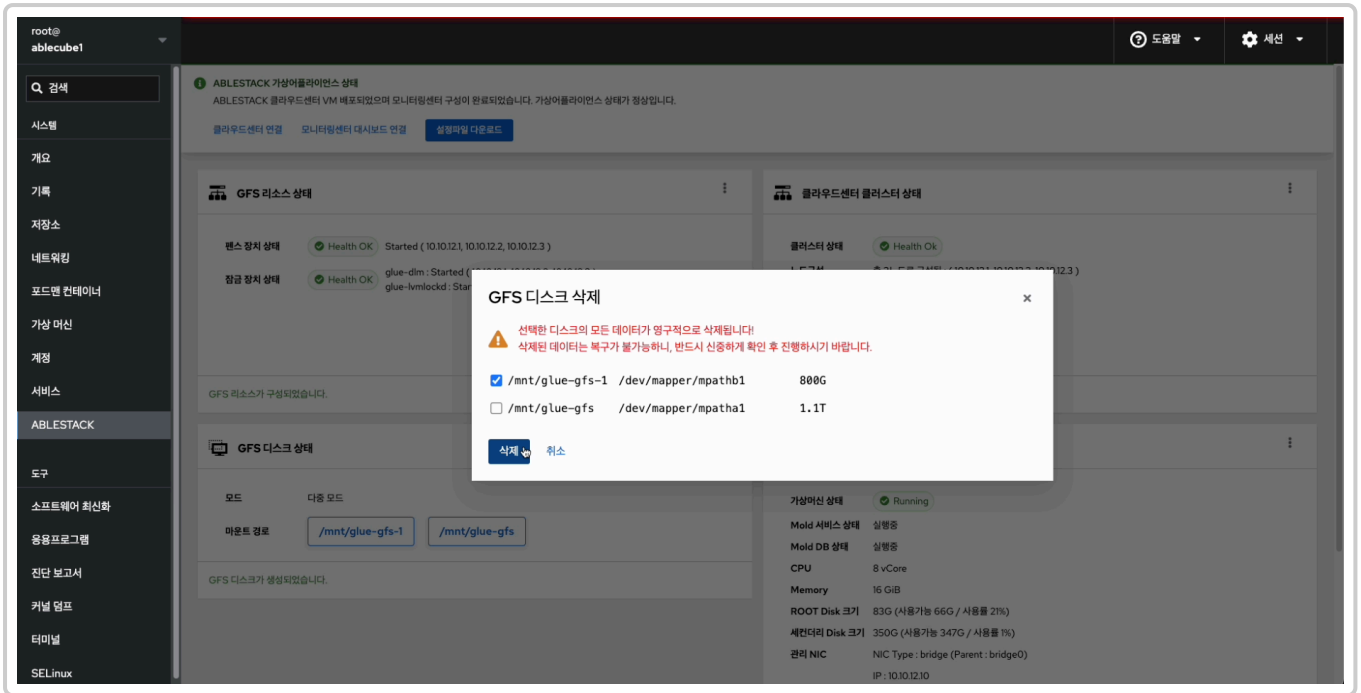 root@
ablecube1
도움말
세션
검색
시스템
개요
기록
저장소
네트워킹
포드맨 컨테이너
가상 머신
계정
서비스
ABLESTACK
도구
소프트웨어 최신화
응용프로그램
진단 보고서
커널 덤프
터미널
SELinux
ABLESTACK 가상어플라이언스 상태
ABLESTACK 클라우드센터 VM 배포되었으며 모니터링센터 구성이 완료되었습니다. 가상어플라이언스 상태가 정상입니다.
클라우드센터 연결 모니터링센터 대시보드 연결 설정파일 다운로드
GFS 리소스 상태
펜스 장치 상태 Health OK Started ( 10.10.12.1, 10.10.12.2, 10.10.12.3 )
잠금 장치 상태 Health OK glue-dlm : Started (
glue-lvmlockd : Star
GFS 리소스가 구성되었습니다.
클라우드센터 클러스터 상태
클러스터 상태 Health Ok
12.3 )
GFS 디스크 삭제
선택한 디스크의 모든 데이터가 영구적으로 삭제됩니다!
삭제된 데이터는 복구가 불가능하니, 반드시 신중하게 확인 후 진행하시기 바랍니다.
/mnt/glue-gfs-1 /dev/mapper/mpathb1 800G
/mnt/glue-gfs /dev/mapper/mpatha1 1.1T
삭제 취소
GFS 디스크 상태
모드 다중 모드
마운트 경로 /mnt/glue-gfs-1 /mnt/glue-gfs
GFS 디스크가 생성되었습니다.
가상머신 상태 Running
Mold 서비스 상태 실행중
Mold DB 상태 실행중
CPU 8 vCore
Memory 16 GiB
ROOT Disk 크기 83G (사용가능 66G / 사용률 21%)
세컨더리 Disk 크기 350G (사용가능 347G / 사용률 1%)
관리 NIC NIC Type : bridge (Parent : bridge0)
IP : 10.10.12.10